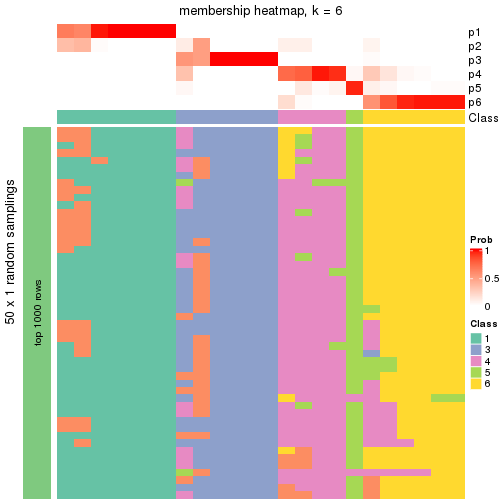 membership heatmap, k = 6
p1
p2
p3
p4
p5
p6
Class
50 x 1 random samplings
top 1000 rows
Prob
1
0.5
0
Class
1
3
4
5
6